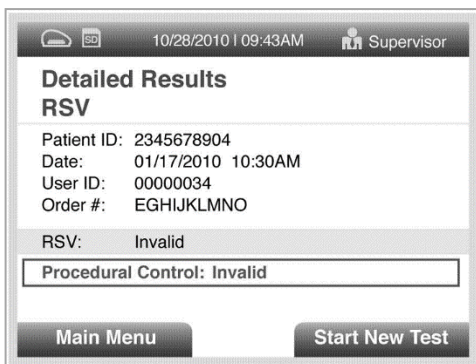 SD 10/28/2010 | 09:43AM Supervisor
Detailed Results
RSV
Patient ID: 2345678904
Date: 01/17/2010 10:30AM
User ID: 00000034
Order #: EGHIJKLMNO
RSV: Invalid
Procedural Control: Invalid
Main Menu Start New Test